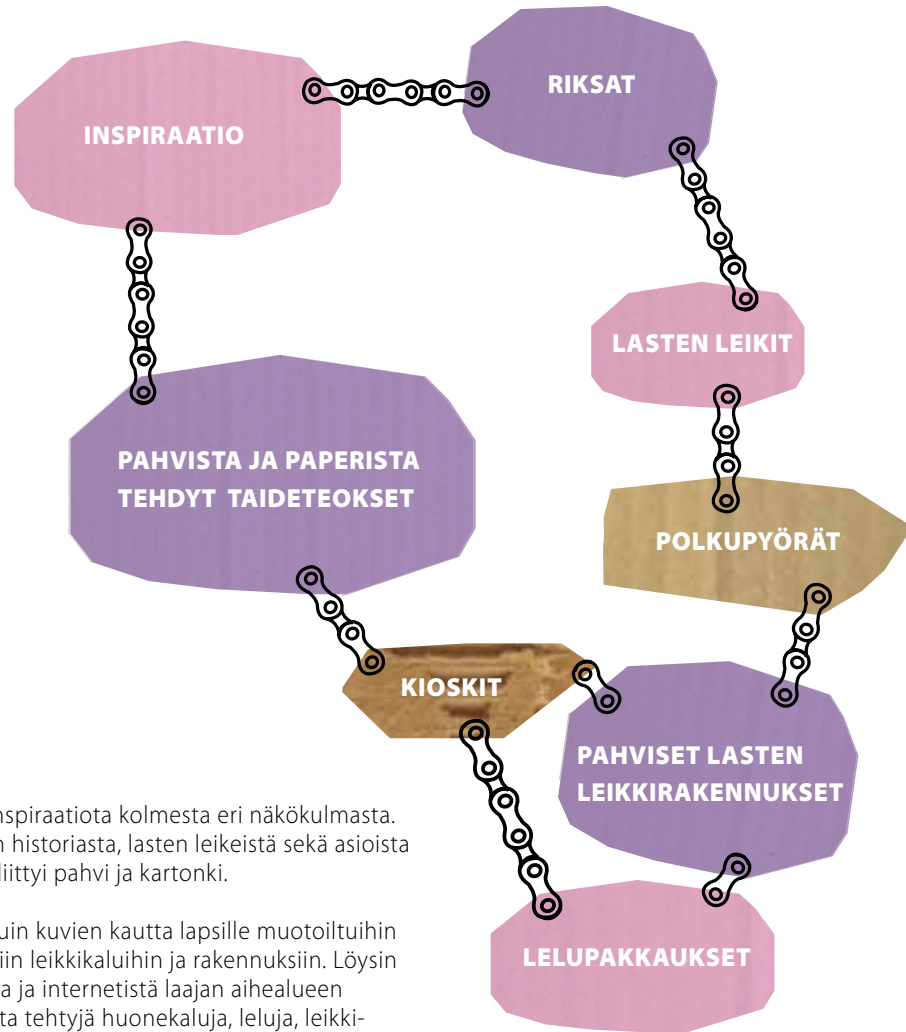 RIKSAT
INSPIRAATIO
LASTEN LEIKIT
PAHVISTA JA PAPERISTA
TEHDYT TAIDETEOKSET
POLKUPYÖRÄT
KIOSKIT
PAHVISET LASTEN
LEIKKIRAKENNUKSET
LELUPAKKAUKSET
nspiraatiota kolmesta eri näkökulmasta.
n historiasta, lasten leikeistä sekä asioista
liittyi pahvi ja kartonki.
uin kuvien kautta lapsille muotoiltuihin
iin leikkikaluihin ja rakennuksiin. Löysin
a ja internetistä laajan aihealueen
ta tehtyjä huonekaluja, leluja, leikki-